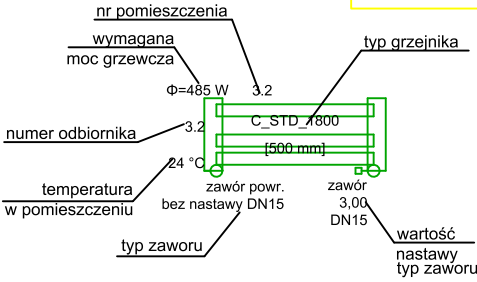 nr pomieszczenia
wymagana
moc grzewcza
typ grzejnika
Φ=485 W
3.2
C_STD_1800
3.2
numer odbiornika
[500 mm]
24 °C
temperatura
w pomieszczeniu
zawór powr.
bez nastawy DN15
zawór
3,00
DN15
typ zaworu
wartość
nastawy
typ zaworu